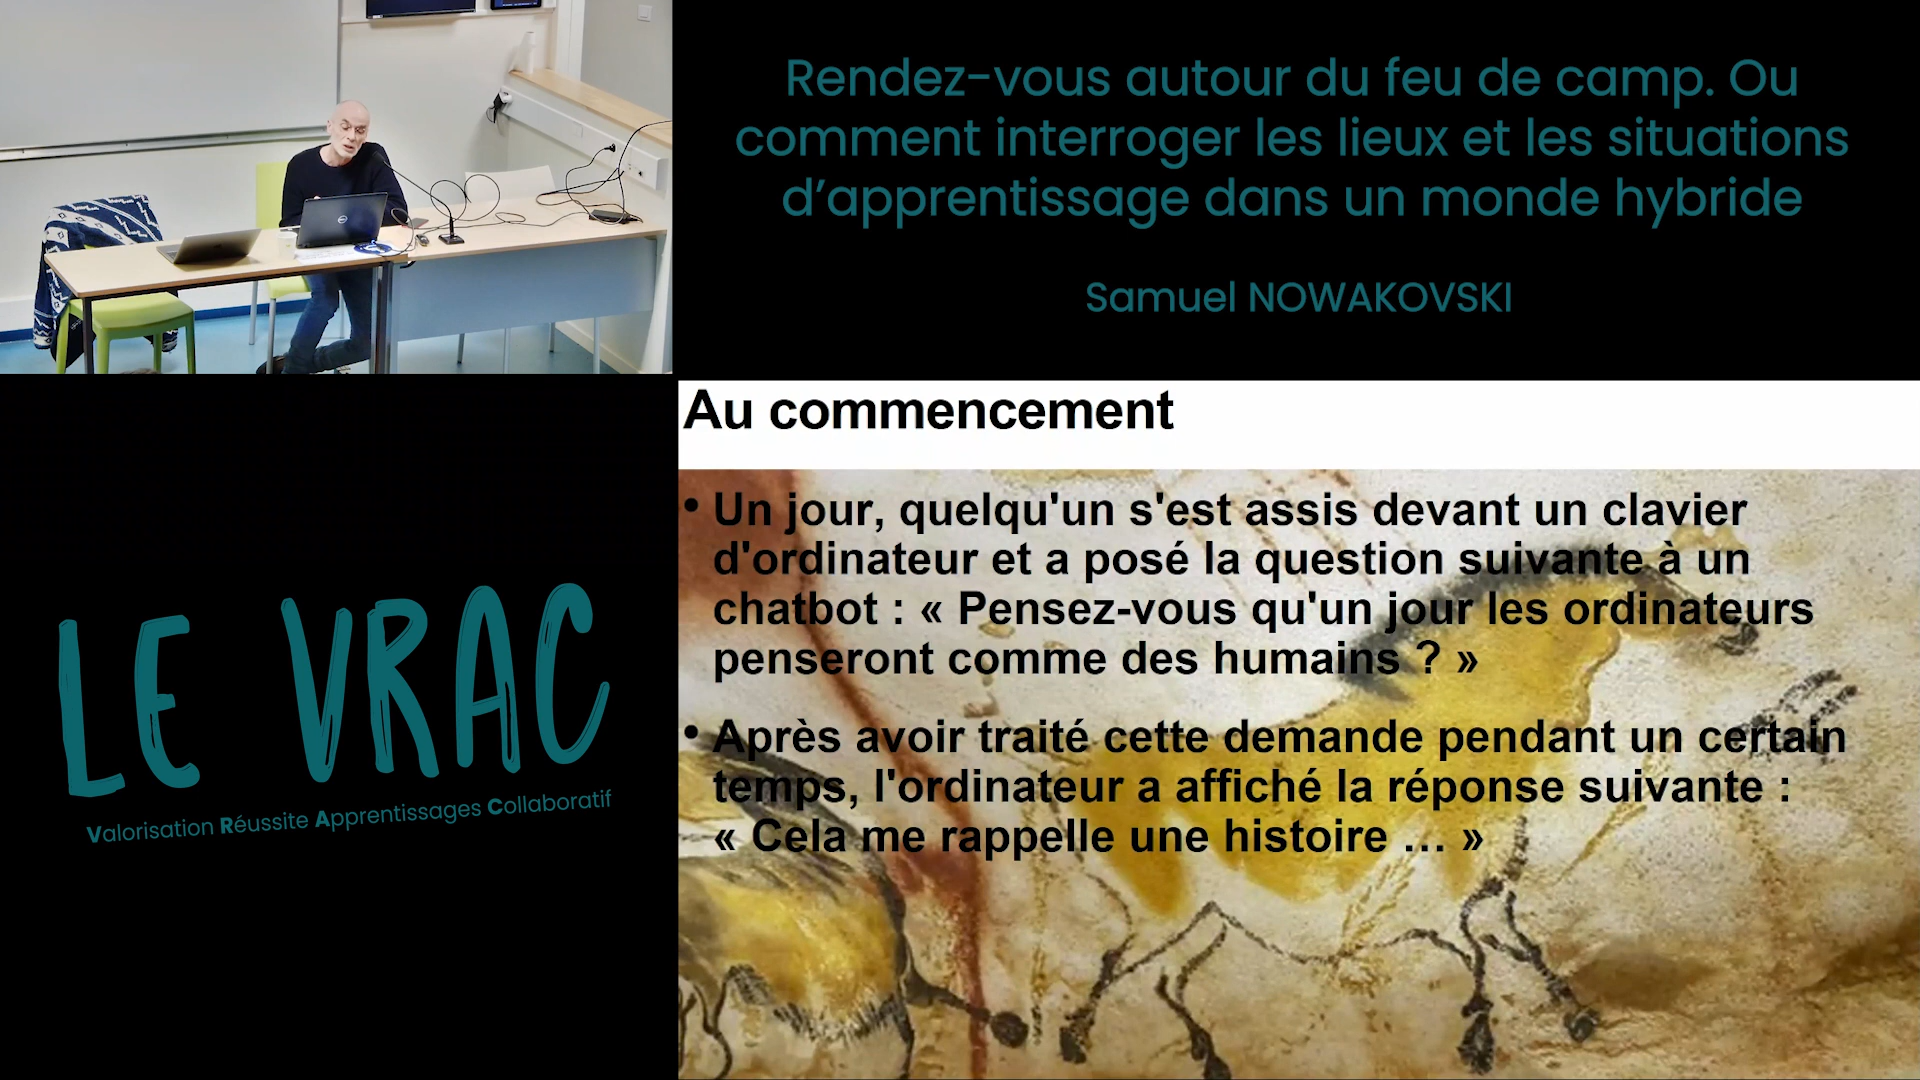 Rendez-vous autour du feu de camp. Ou
comment interroger les lieux et les situations
d’apprentissage dans un monde hybride
Samuel NOWAKOVSKI
Au commencement
• Un jour, quelqu'un s'est assis devant un clavier
d'ordinateur et a posé la question suivante à un
chatbot : « Pensez-vous qu'un jour les ordinateurs
penseront comme des humains ? »
• Après avoir traité cette demande pendant un certain
temps, l'ordinateur a affiché la réponse suivante :
« Cela me rappelle une histoire … »
LE VRAC
Valorisation Réussite Apprentissages Collaboratif